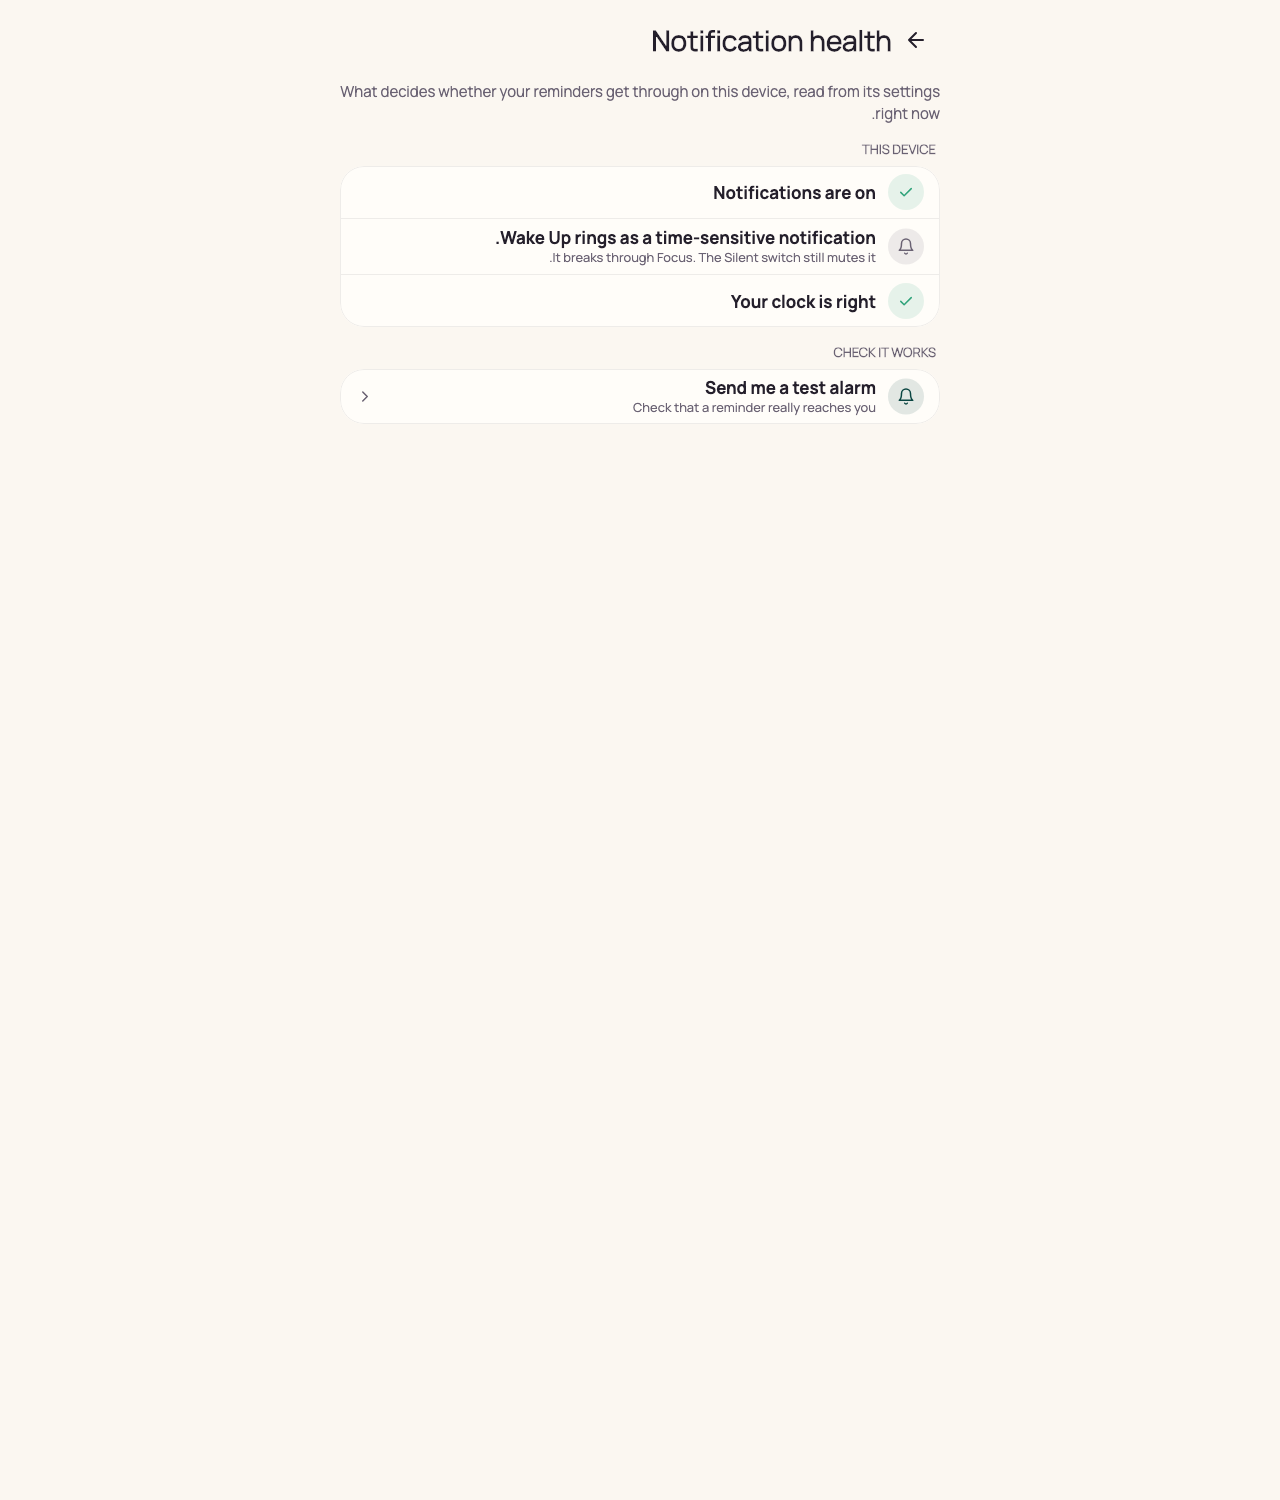 Notification health
What decides whether your reminders get through on this device, read from its settings
.right now
THIS DEVICE
Notifications are on
.Wake Up rings as a time-sensitive notification
.It breaks through Focus. The Silent switch still mutes it
Your clock is right
CHECK IT WORKS
Send me a test alarm
Check that a reminder really reaches you